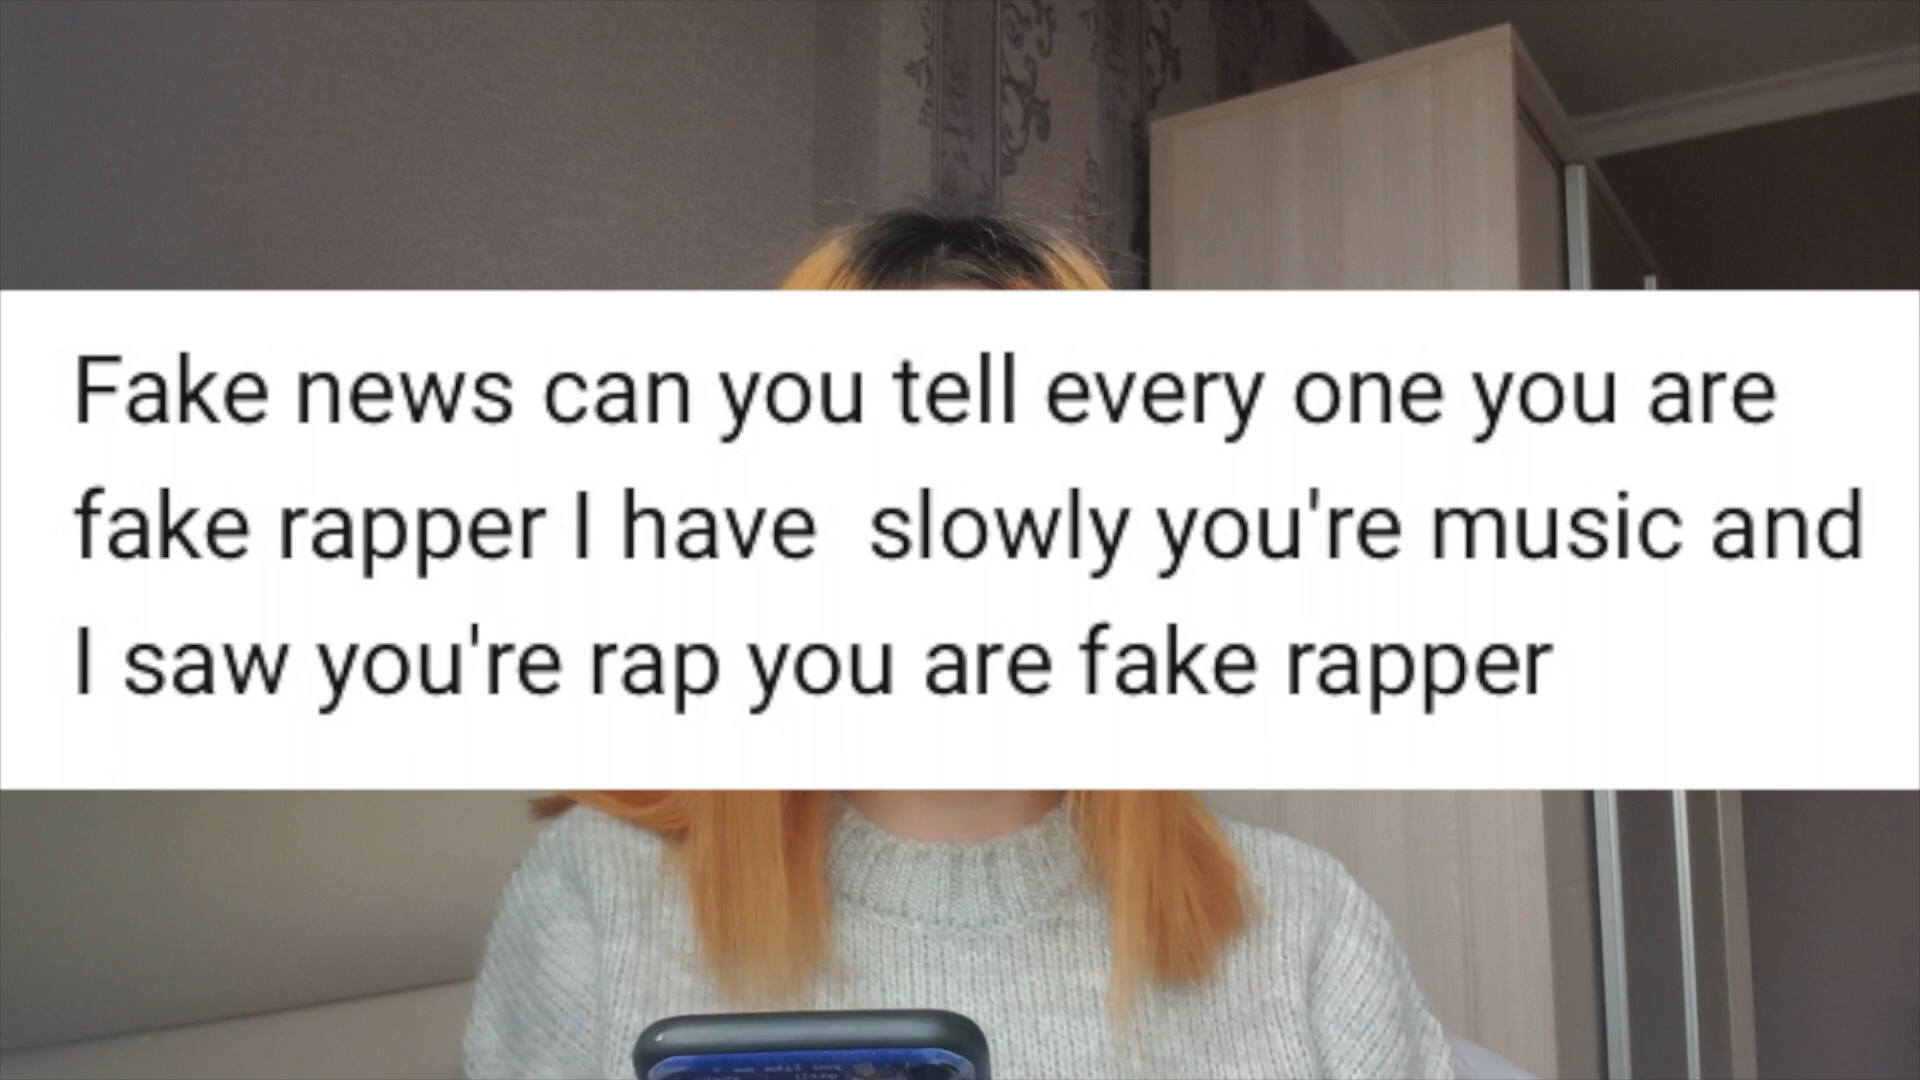 Fake news can you tell every one you are
fake rapper I have slowly you're music and
I saw you're rap you are fake rapper